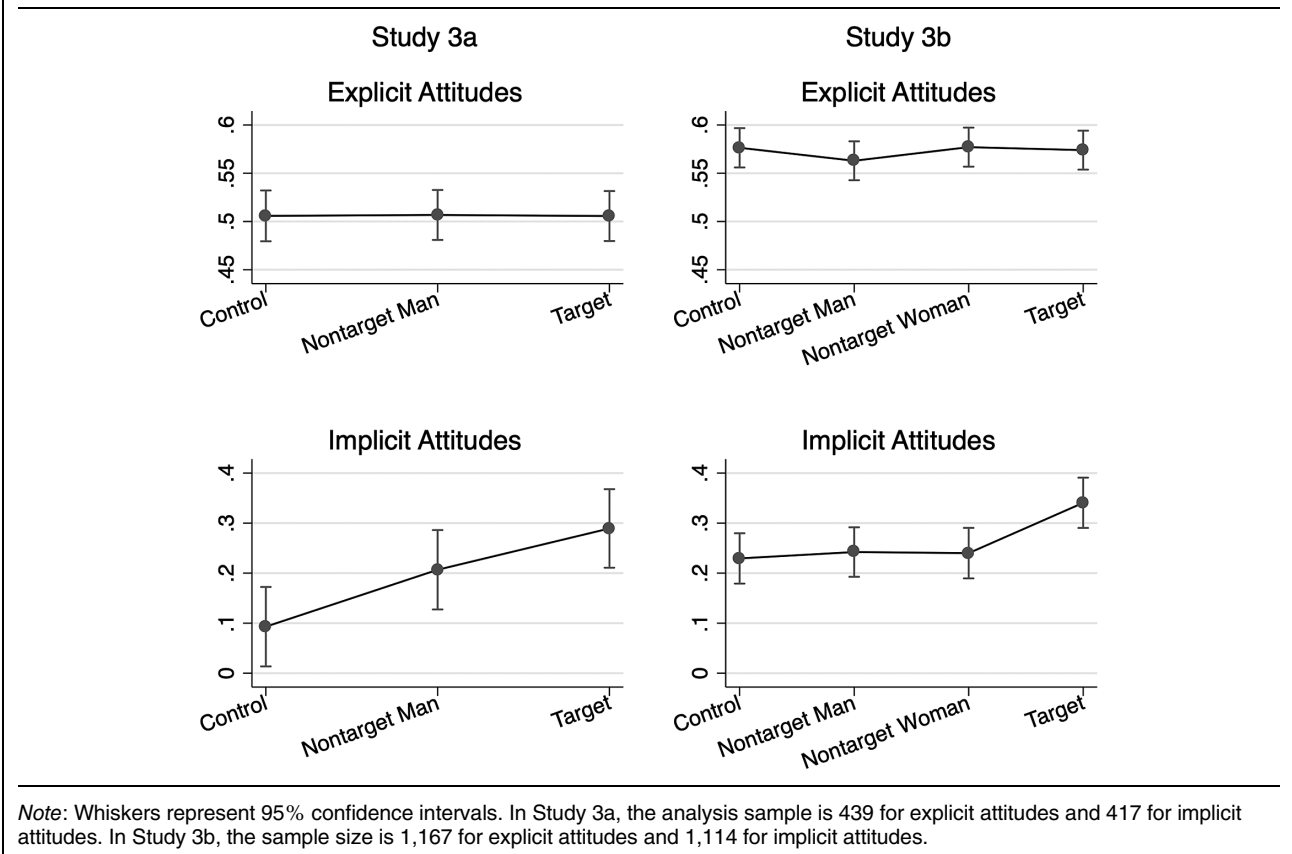 Study 3a
Study 3b
Explicit Attitudes
.6
.55
.5
.45
Control
Nontarget Man
Target
Explicit Attitudes
.6
.55
.5
.45
Control
Nontarget Man
Nontarget Woman
Target
Implicit Attitudes
.4
.3
.2
.1
0
Control
Nontarget Man
Target
Implicit Attitudes
.4
.3
.2
.1
0
Control
Nontarget Man
Nontarget Woman
Target
Note: Whiskers represent 95% confidence intervals. In Study 3a, the analysis sample is 439 for explicit attitudes and 417 for implicit
attitudes. In Study 3b, the sample size is 1,167 for explicit attitudes and 1,114 for implicit attitudes.